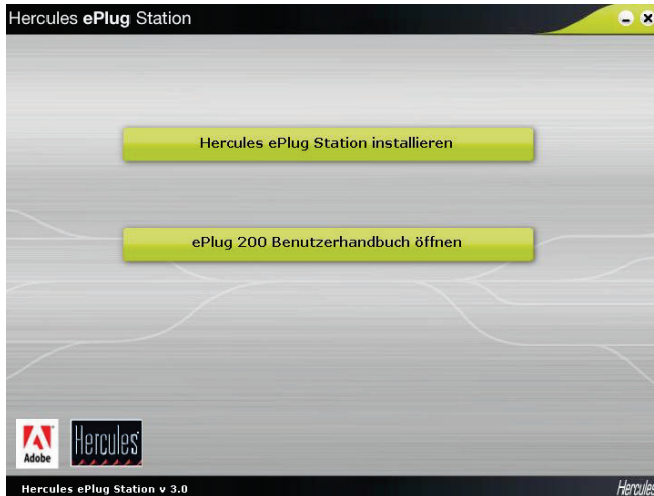 Hercules ePlug Station
Hercules ePlug Station installieren
ePlug 200 Benutzerhandbuch öffnen
Adobe
Hercules
Hercules ePlug Station v 3.0
Hercules